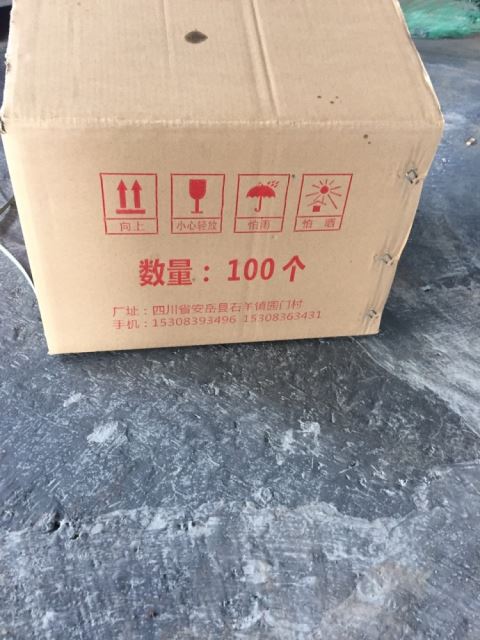 向上 小心轻放 怕雨 怕晒
数量：100个
厂址：四川省安岳县石羊镇囤门村
手机：15308393496 15308363431